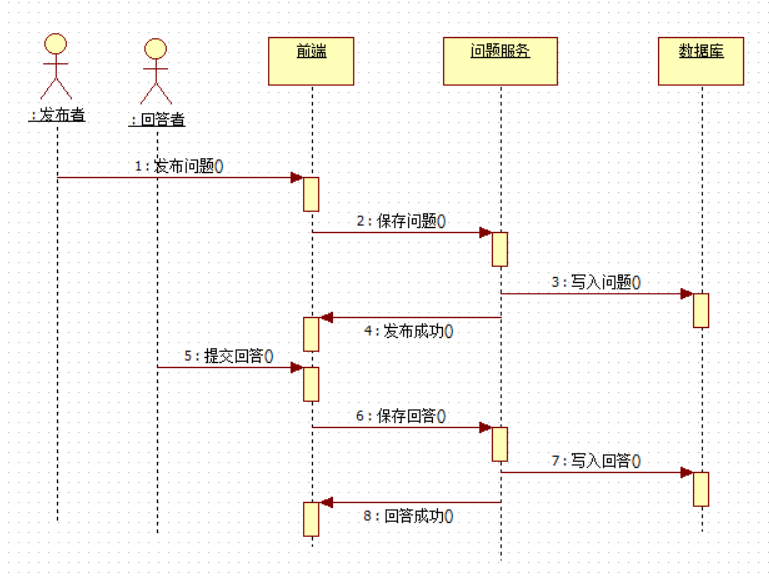 前端
问题服务
数据库
:发布者
:回答者
1:发布问题()
2:保存问题()
3:写入问题()
4:发布成功()
5:提交回答()
6:保存回答()
7:写入回答()
8:回答成功()